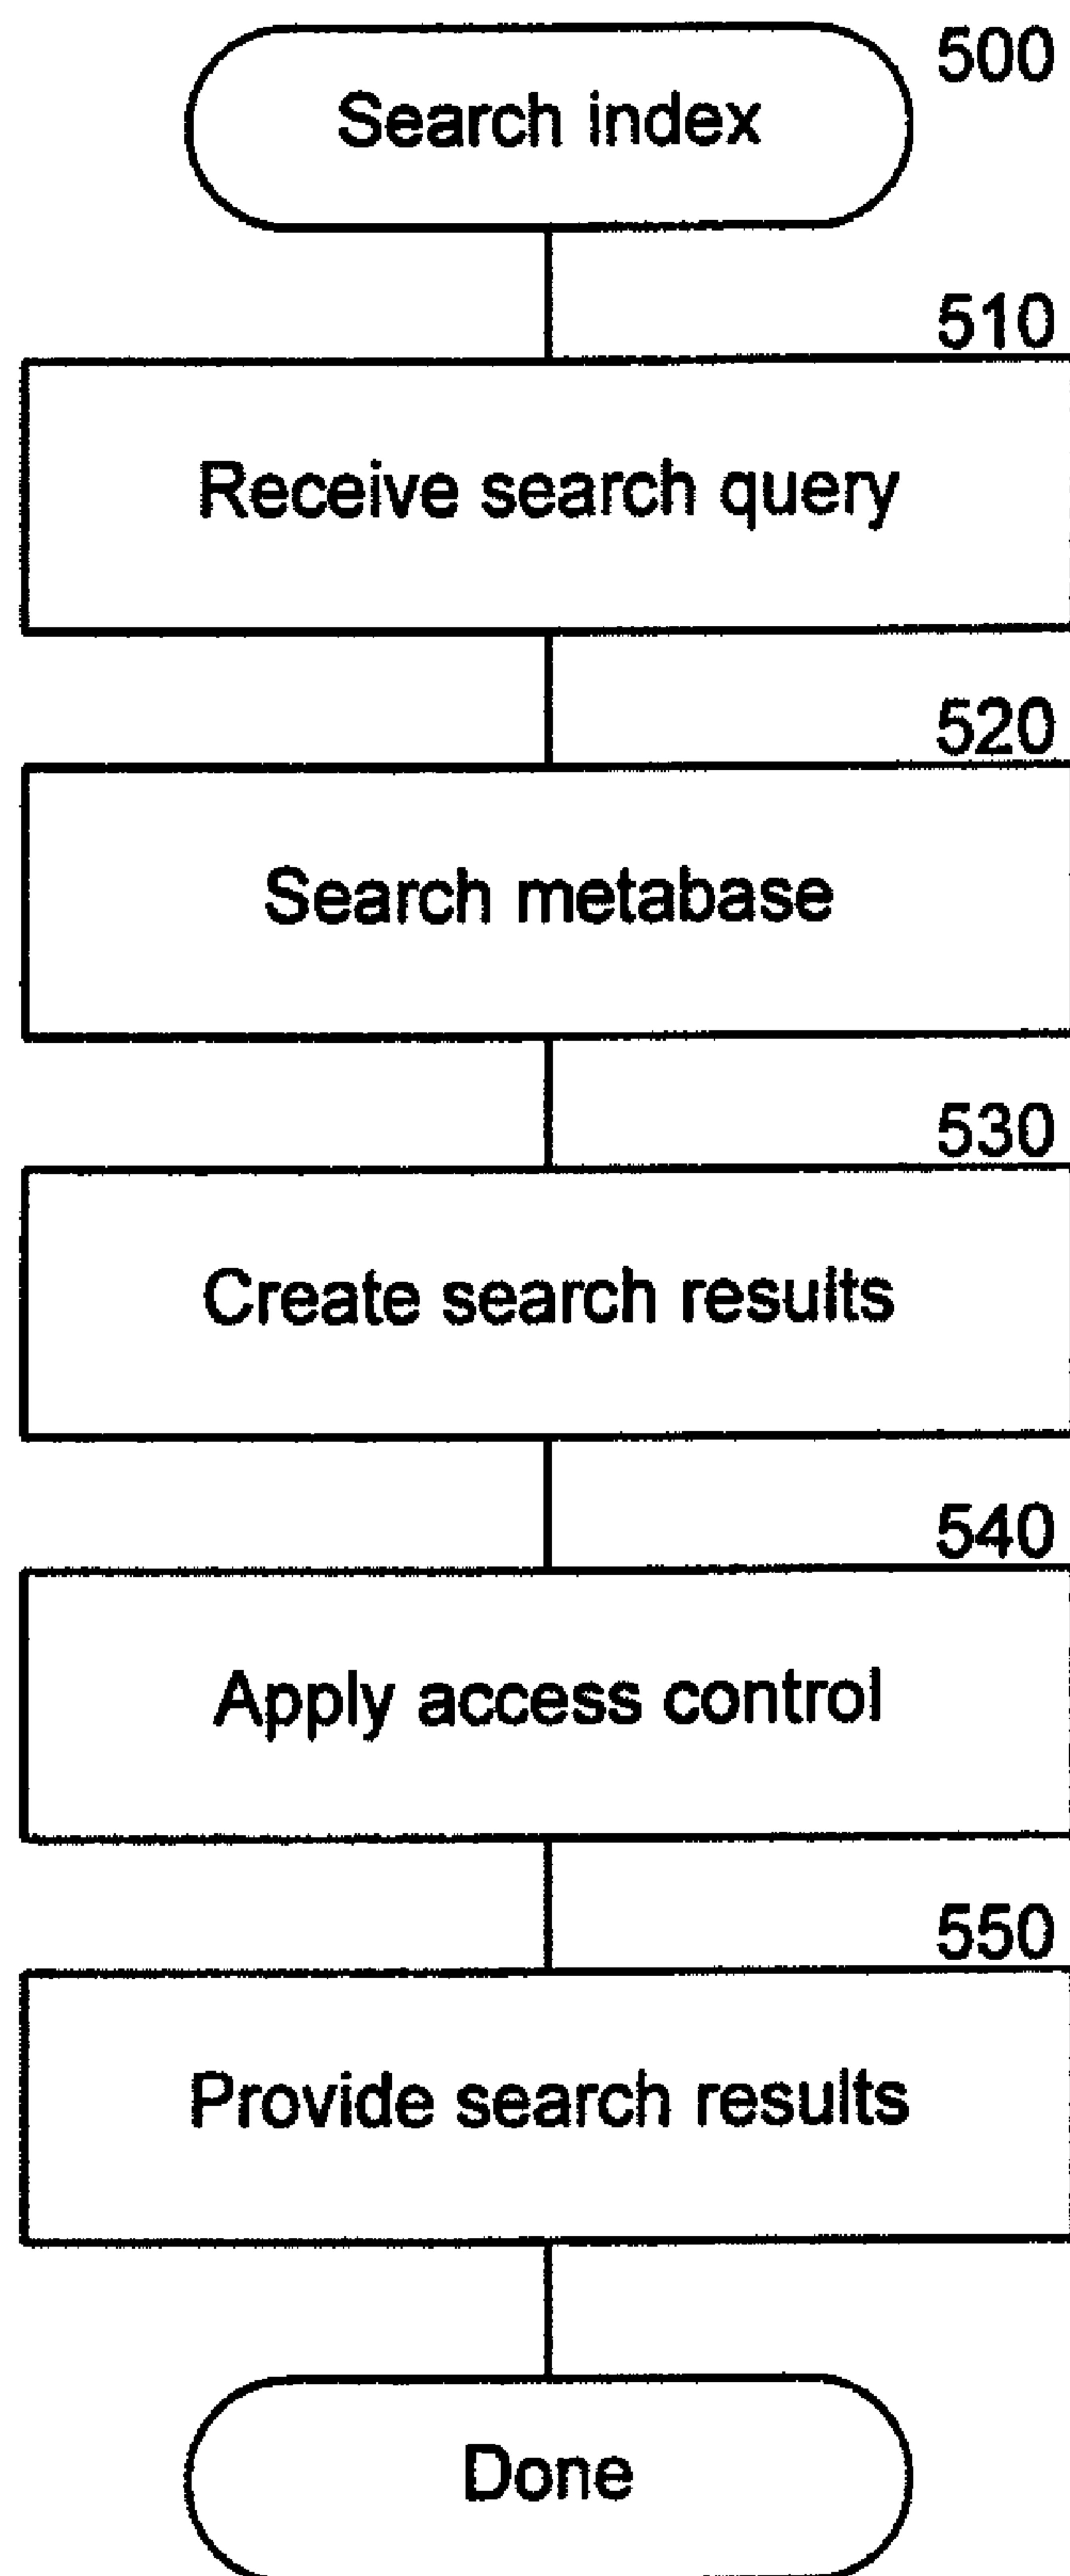 500
Search index
510
Receive search query
520
Search metabase
530
Create search results
540
Apply access control
550
Provide search results
Done